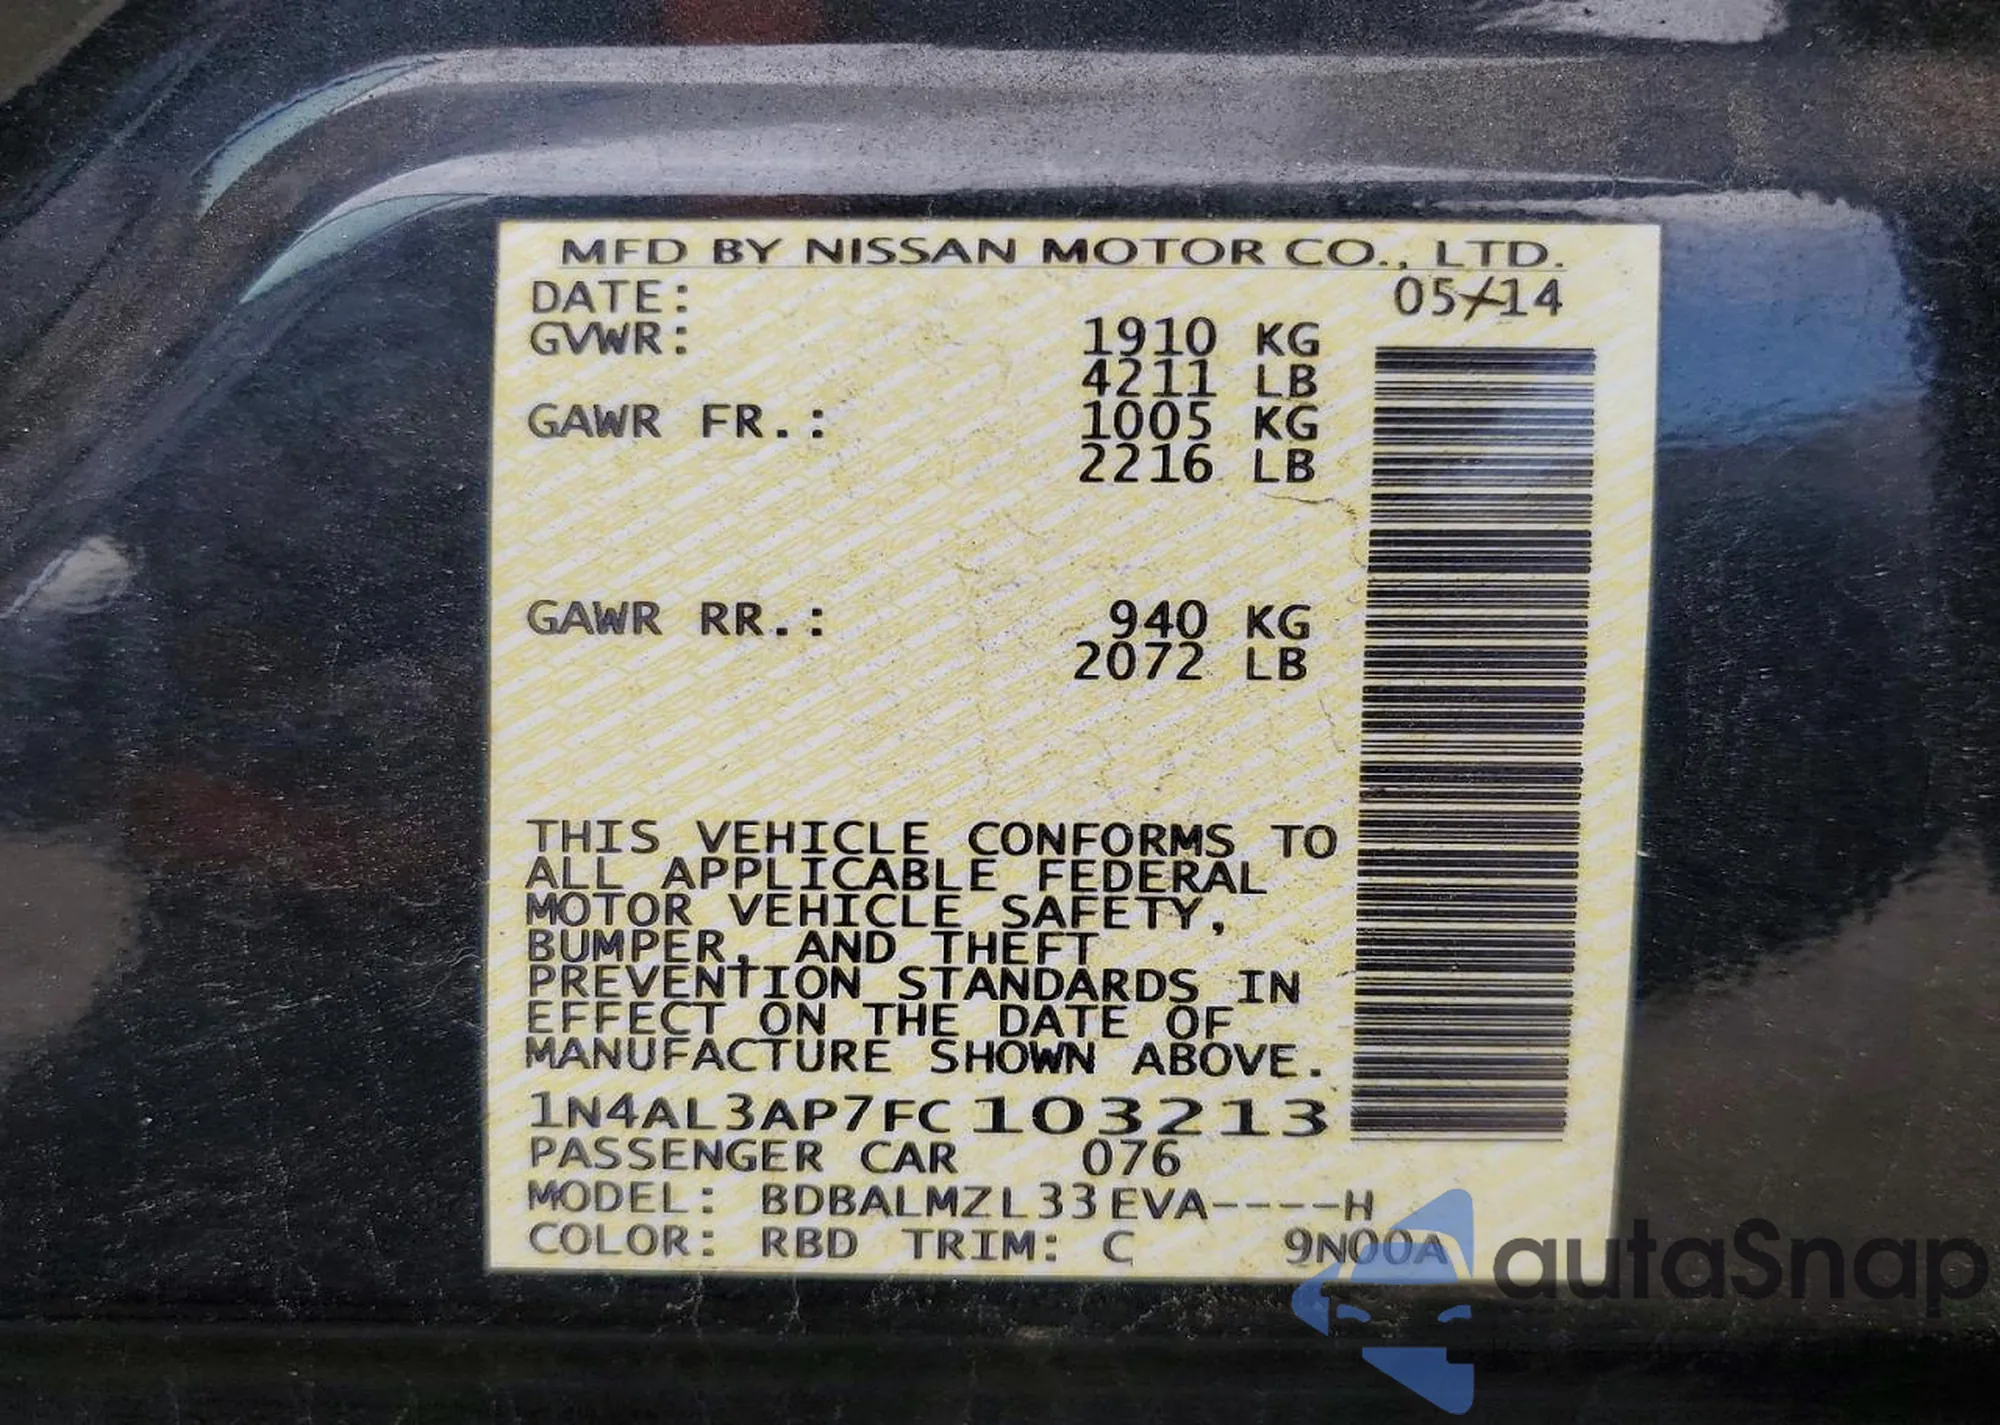 MFD BY NISSAN MOTOR CO., LTD.
DATE: 05/14
GVWR: 1910 KG
4211 LB
GAWR FR.: 1005 KG
2216 LB
GAWR RR.: 940 KG
2072 LB
THIS VEHICLE CONFORMS TO
ALL APPLICABLE FEDERAL
MOTOR VEHICLE SAFETY,
BUMPER, AND THEFT
PREVENTION STANDARDS IN
EFFECT ON THE DATE OF
MANUFACTURE SHOWN ABOVE.
1N4AL3AP7FC103213
PASSENGER CAR 076
MODEL: BDBALMZL33EVA----H
COLOR: RBD TRIM: C 9N00A
autaSnap